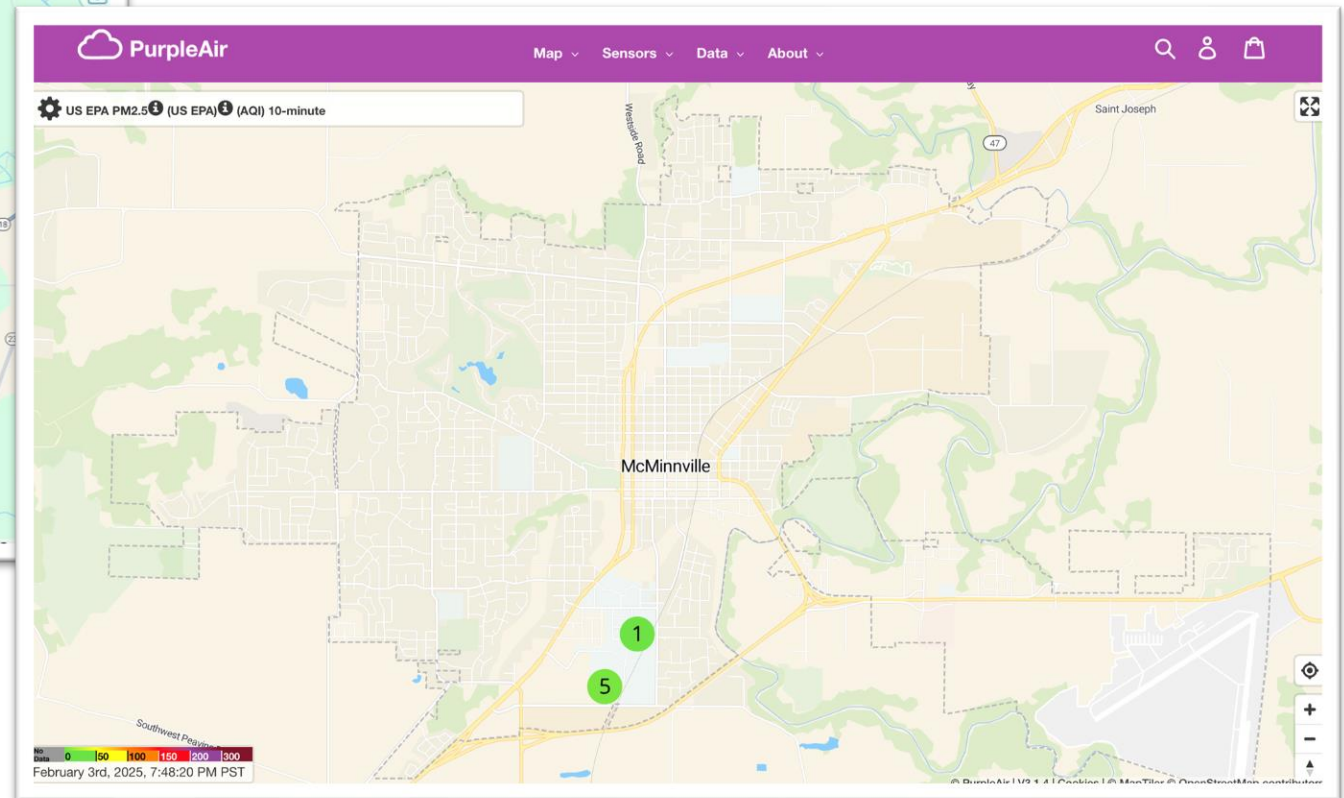 PurpleAir
Map
Sensors
Data
About
US EPA PM2.5 i (US EPA) i (AQI) 10-minute
Westside Road
Saint Joseph
47
18
McMinnville
1
5
Southwest
No Data 0 50 100 150 200 300
February 3rd, 2025, 7:48:20 PM PST
© PurpleAir | V3.1.4 | Cookies | © MapTiler © OpenStreetMap contributors